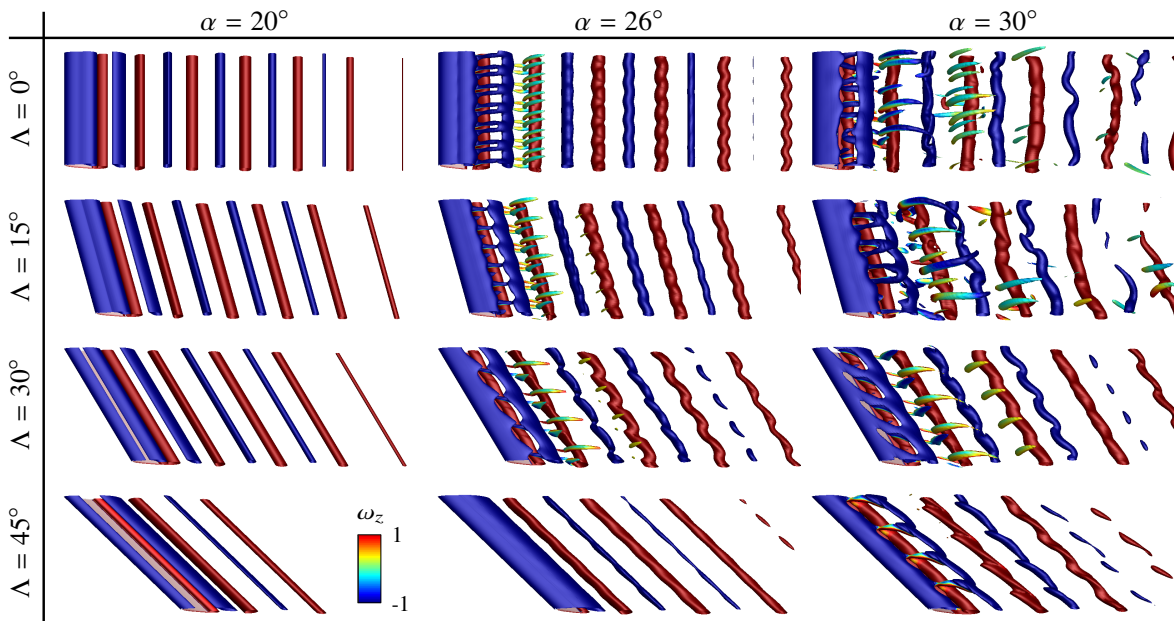 α = 20° α = 26° α = 30°
Λ = 0°
Λ = 15°
Λ = 30°
Λ = 45°
ω_z
1
-1